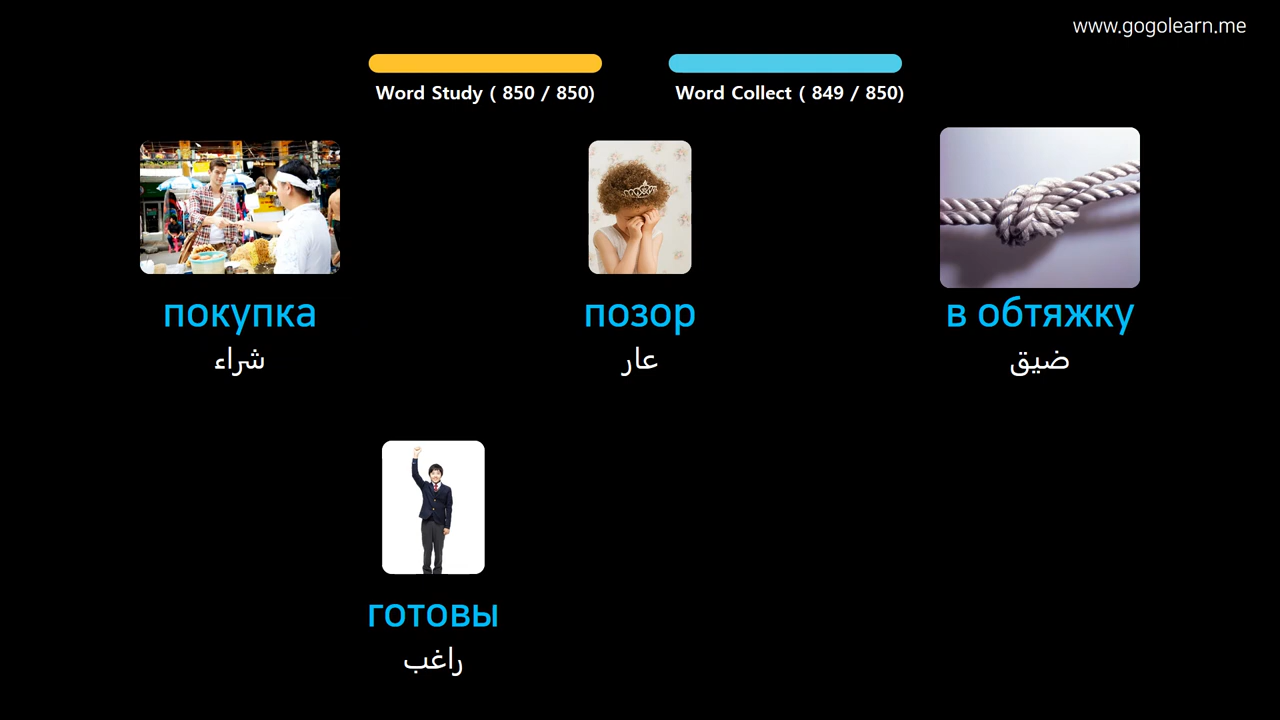 www.gogolearn.me
Word Study ( 850 / 850)
Word Collect ( 849 / 850)
покупка
شراء
позор
عار
в обтяжку
ضيق
готовы
راغب